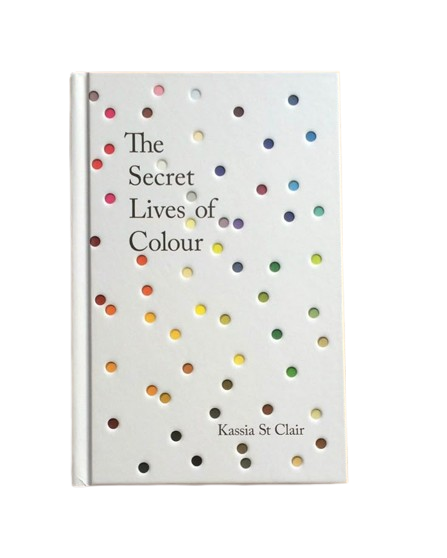 The
Secret
Lives of
Colour
Kassia St Clair